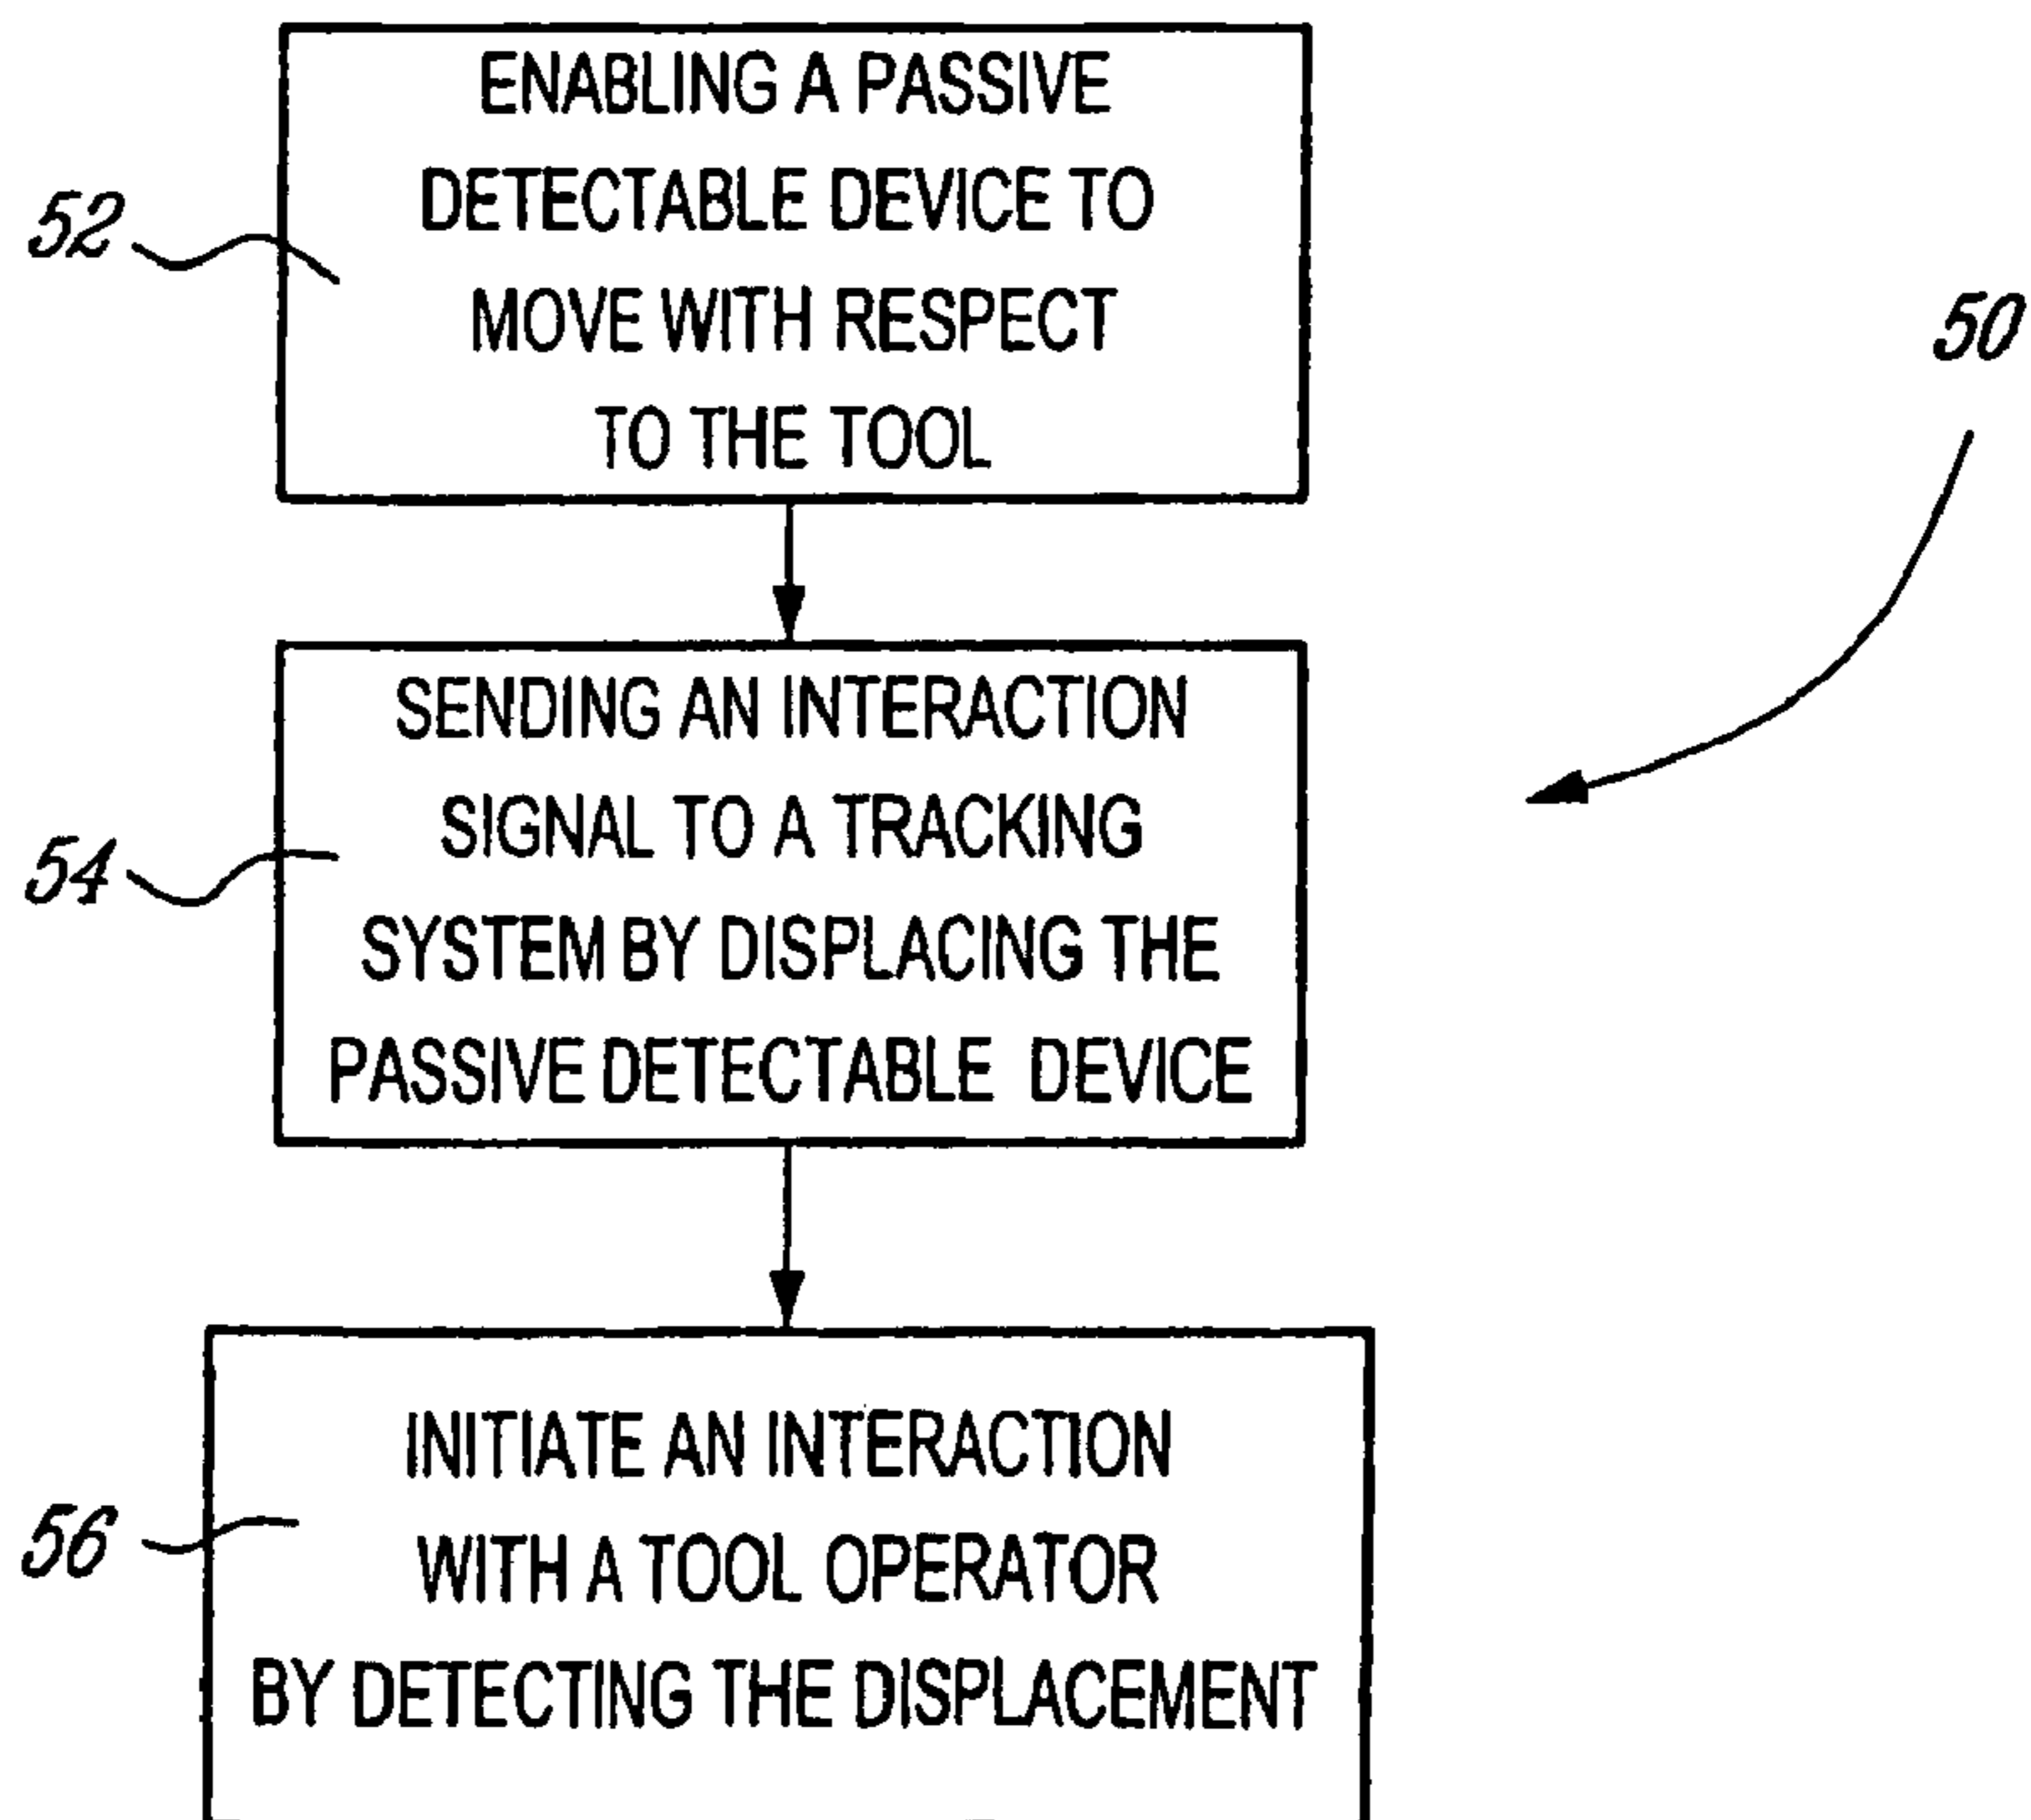 ENABLING A PASSIVE
DETECTABLE DEVICE TO
MOVE WITH RESPECT
TO THE TOOL
52
50
SENDING AN INTERACTION
SIGNAL TO A TRACKING
SYSTEM BY DISPLACING THE
PASSIVE DETECTABLE DEVICE
54
INITIATE AN INTERACTION
WITH A TOOL OPERATOR
BY DETECTING THE DISPLACEMENT
56